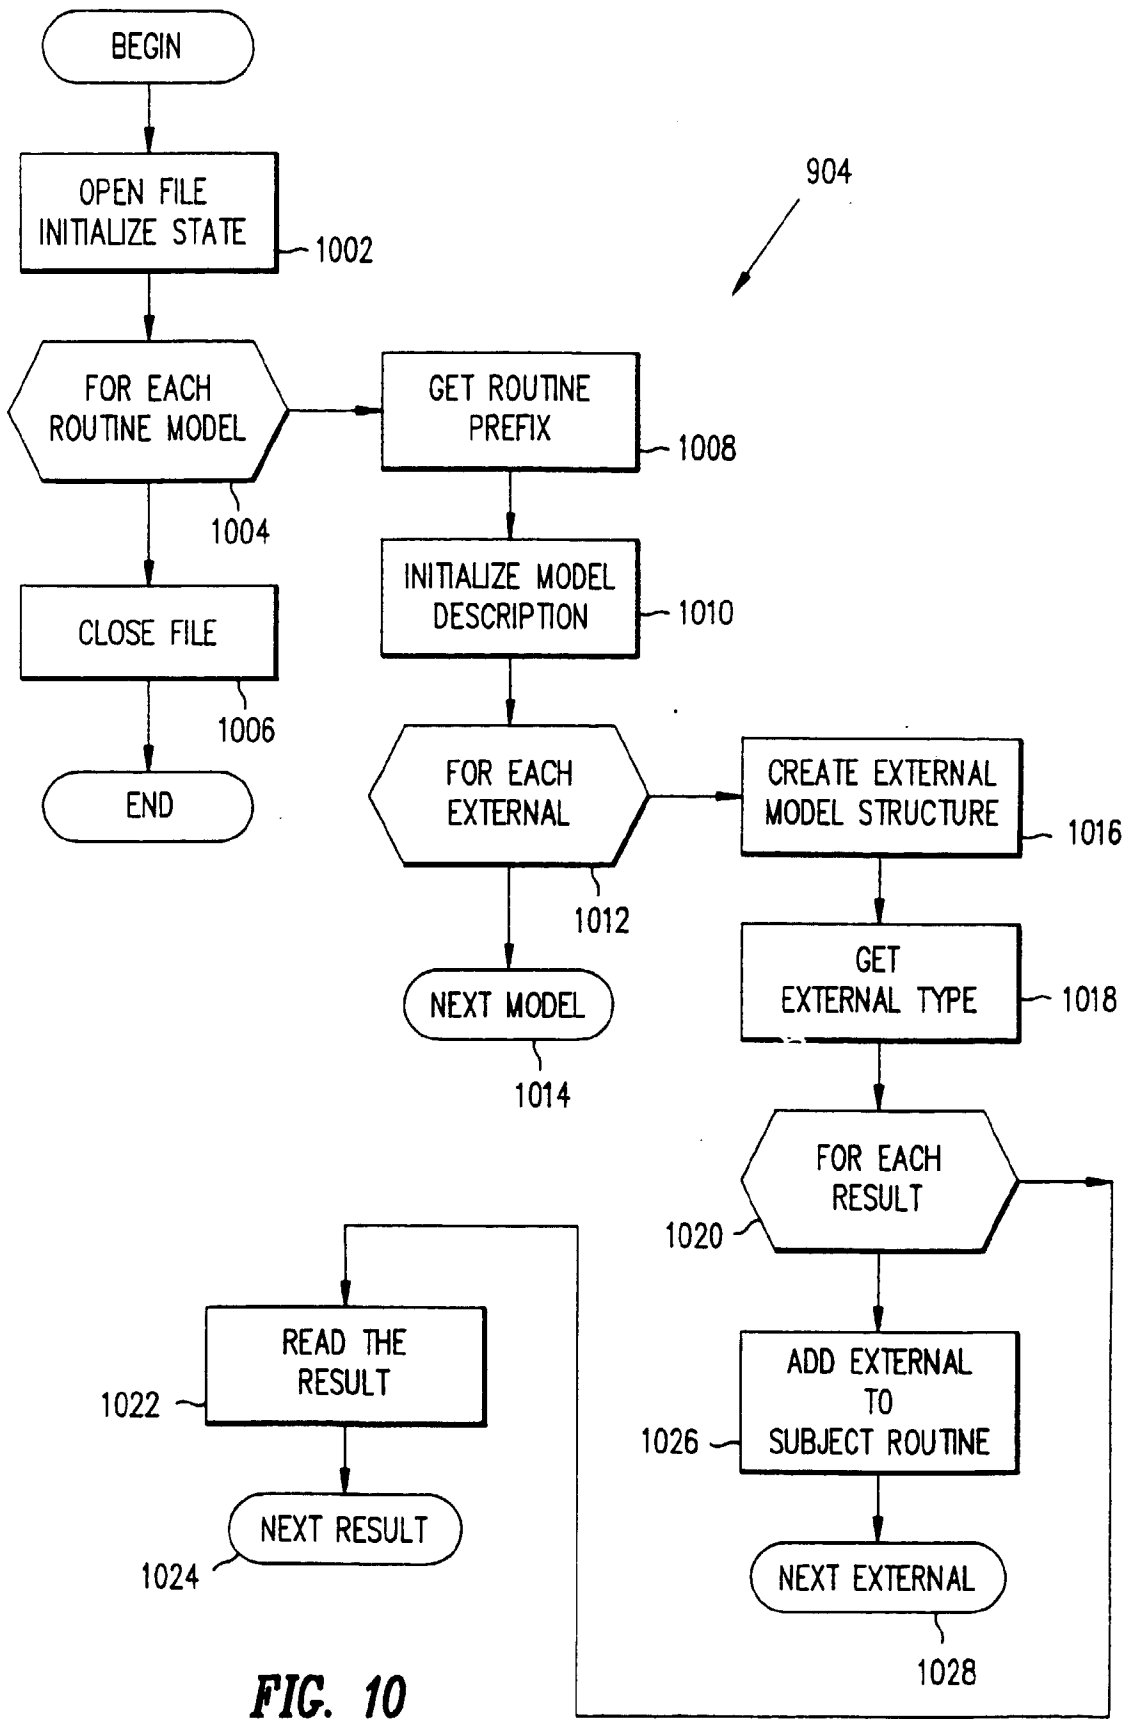 BEGIN
OPEN FILE
INITIALIZE STATE
1002
904
FOR EACH
ROUTINE MODEL
1004
GET ROUTINE
PREFIX
1008
CLOSE FILE
1006
INITIALIZE MODEL
DESCRIPTION
1010
END
FOR EACH
EXTERNAL
1012
CREATE EXTERNAL
MODEL STRUCTURE
1016
NEXT MODEL
1014
GET
EXTERNAL TYPE
1018
FOR EACH
RESULT
1020
READ THE
RESULT
1022
ADD EXTERNAL
TO
SUBJECT ROUTINE
1026
NEXT RESULT
1024
NEXT EXTERNAL
1028
FIG. 10